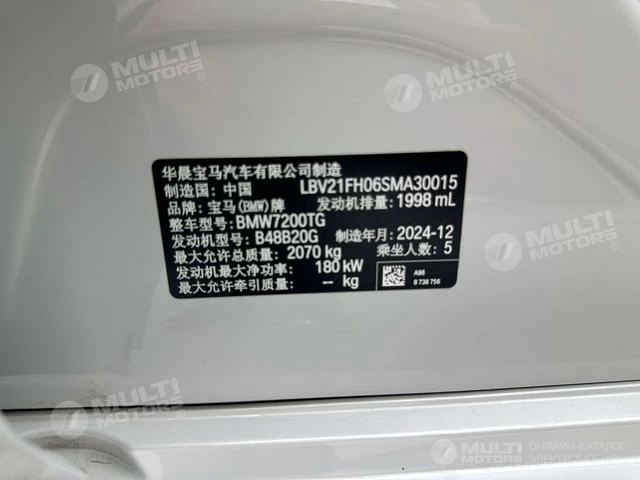 MULTI
MOTORS
MULTI
MOTORS
MULTI
MOTORS
华晨宝马汽车有限公司制造
制造国: 中国 LBV21FH06SMA30015
品牌: 宝马(BMW)牌 发动机排量: 1998 mL
整车型号: BMW7200TG
发动机型号: B48B20G 制造年月: 2024-12
最大允许总质量: 2070 kg 乘坐人数: 5
发动机最大净功率: 180 kW
最大允许牵引质量: -- kg
A96
8 738 756
MULTI
MOTORS
MULTI
MOTORS
MULTI
MOTORS
MULTI
MOTORS
ОНЛАЙН-КАТАЛОГ